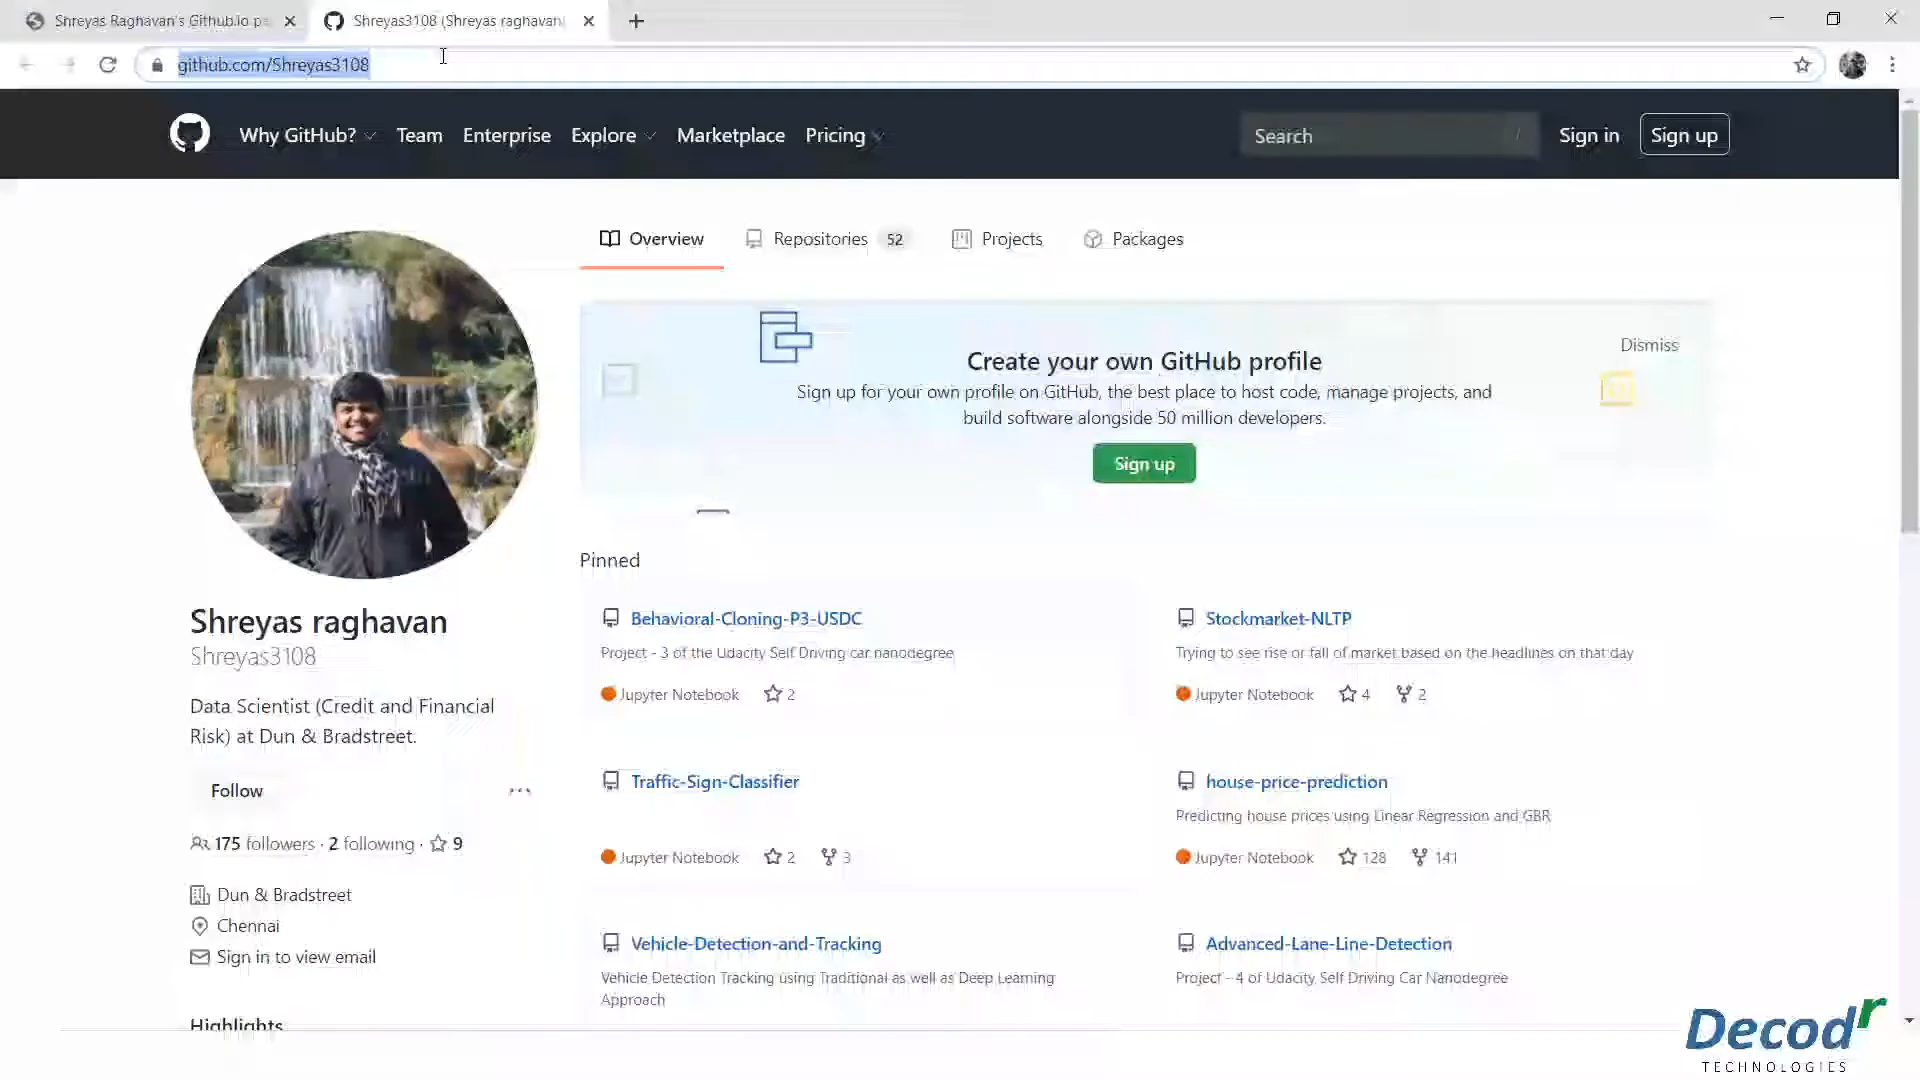 Shreyas Raghavan's Github.io pa
Shreyas3108 (Shreyas raghavan)
github.com/Shreyas3108
Why GitHub? Team Enterprise Explore Marketplace Pricing
Search /
Sign in
Sign up
Overview
Repositories 52
Projects
Packages
Create your own GitHub profile
Dismiss
Sign up for your own profile on GitHub, the best place to host code, manage projects, and
build software alongside 50 million developers.
Sign up
Shreyas raghavan
Shreyas3108
Data Scientist (Credit and Financial
Risk) at Dun & Bradstreet.
Follow
175 followers · 2 following · 9
Dun & Bradstreet
Chennai
Sign in to view email
Highlights
Pinned
Behavioral-Cloning-P3-USDC
Project - 3 of the Udacity Self Driving car nanodegree
Jupyter Notebook 2
Stockmarket-NLTP
Trying to see rise or fall of market based on the headlines on that day
Jupyter Notebook 4 2
Traffic-Sign-Classifier
Jupyter Notebook 2 3
house-price-prediction
Predicting house prices using Linear Regression and GBR
Jupyter Notebook 128 141
Vehicle-Detection-and-Tracking
Vehicle Detection Tracking using Traditional as well as Deep Learning
Approach
Advanced-Lane-Line-Detection
Project - 4 of Udacity Self Driving Car Nanodegree
Decodr
TECHNOLOGIES